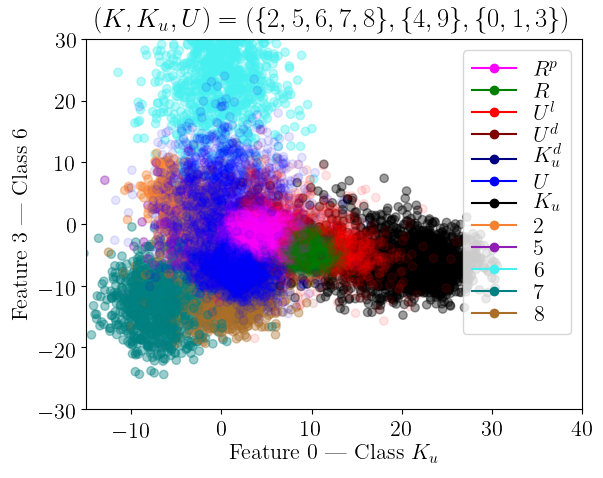 (K, K_u, U) = ({2, 5, 6, 7, 8}, {4, 9}, {0, 1, 3})
30
20
10
0
−10
−20
−30
Feature 3 — Class 6
−10
0
10
20
30
40
Feature 0 — Class K_u
R^p
R
U^l
U^d
K_u^d
U
K_u
2
5
6
7
8